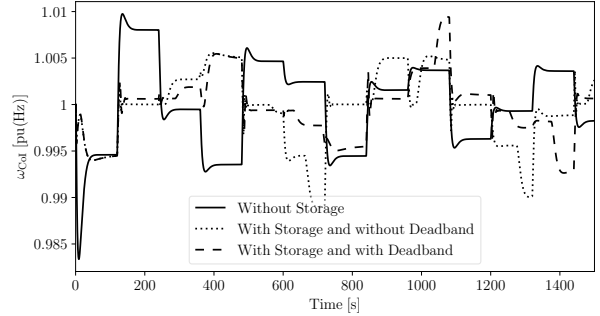 1.01
1.005
1
0.995
0.99
0.985
ω_CoI [pu(Hz)]
Without Storage
With Storage and without Deadband
With Storage and with Deadband
0 200 400 600 800 1000 1200 1400
Time [s]